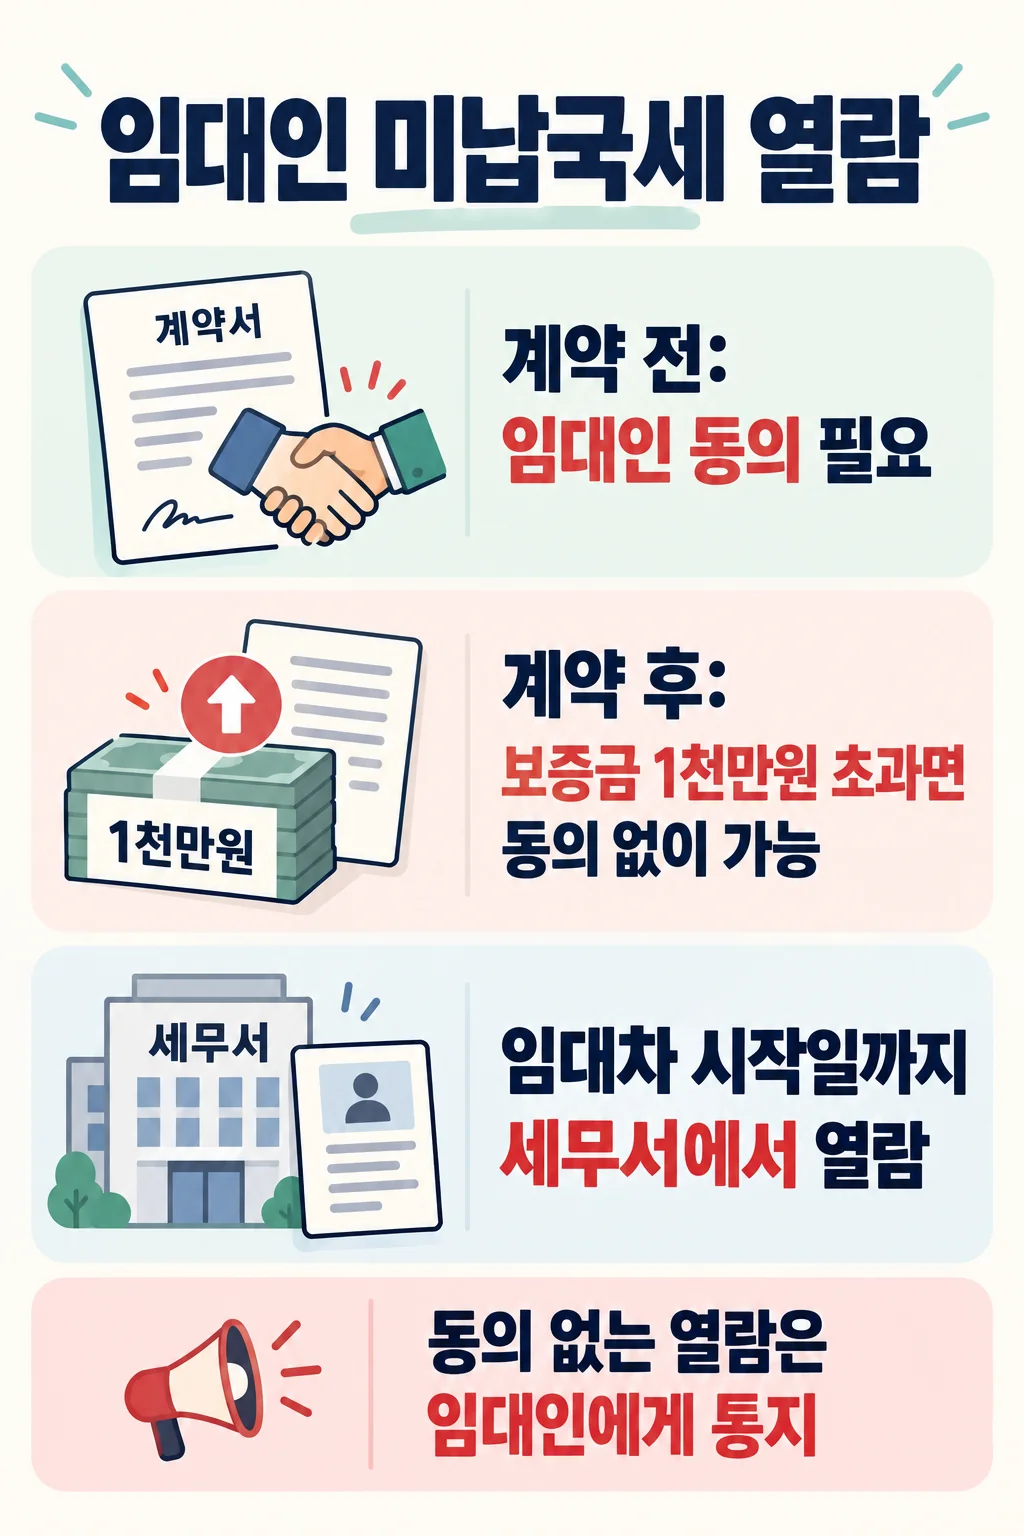 임대인 미납국세 열람
계약서
계약 전:
임대인 동의 필요
1천만원
계약 후:
보증금 1천만원 초과면
동의 없이 가능
세무서
임대차 시작일까지
세무서에서 열람
동의 없는 열람은
임대인에게 통지